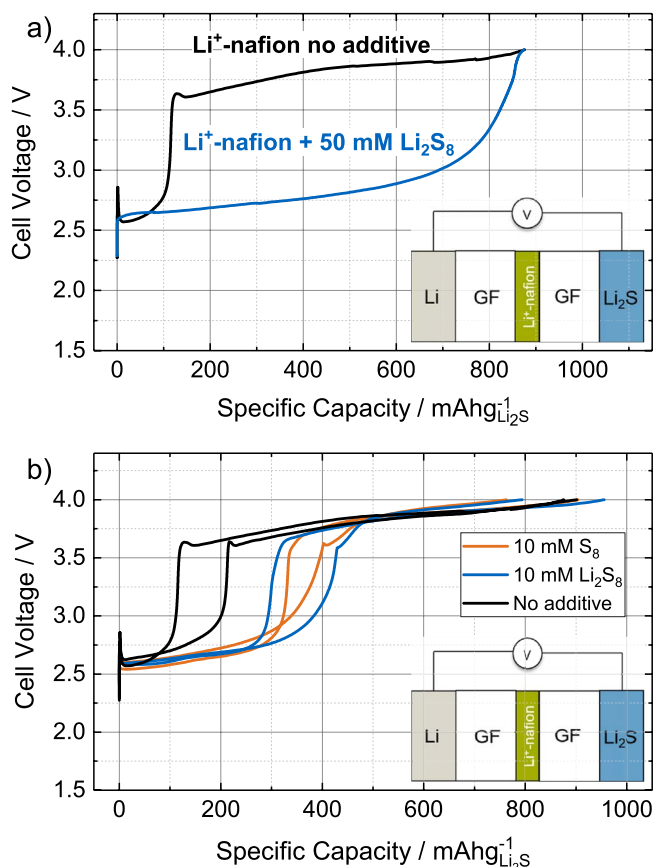 a)
Li⁺-nafion no additive
Li⁺-nafion + 50 mM Li₂S₈
4.0
3.5
3.0
2.5
2.0
1.5
Cell Voltage / V
V
Li
GF
Li⁺-nafion
GF
Li₂S
0
200
400
600
800
1000
Specific Capacity / mAhg⁻¹Li₂S
b)
4.0
3.5
3.0
2.5
2.0
1.5
Cell Voltage / V
10 mM S₈
10 mM Li₂S₈
No additive
V
Li
GF
Li⁺-nafion
GF
Li₂S
0
200
400
600
800
1000
Specific Capacity / mAhg⁻¹Li₂S